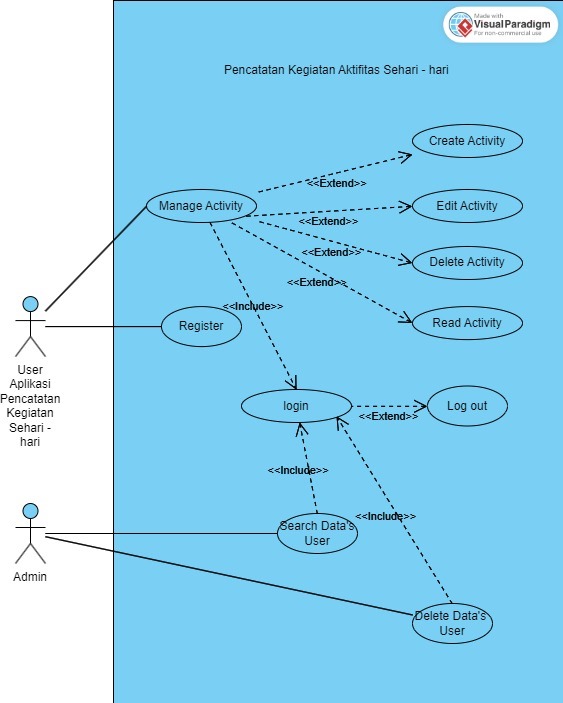 Made with
Visual Paradigm
For non-commercial use
Pencatatan Kegiatan Aktifitas Sehari - hari
Create Activity
<<Extend>>
Manage Activity
Edit Activity
<<Extend>>
<<Extend>>
Delete Activity
<<Extend>>
<<Include>>
Register
Read Activity
User
Aplikasi
Pencatatan
Kegiatan
Sehari -
hari
login
<<Extend>>
Log out
<<Include>>
<<Include>>
Search Data's
User
Admin
Delete Data's
User